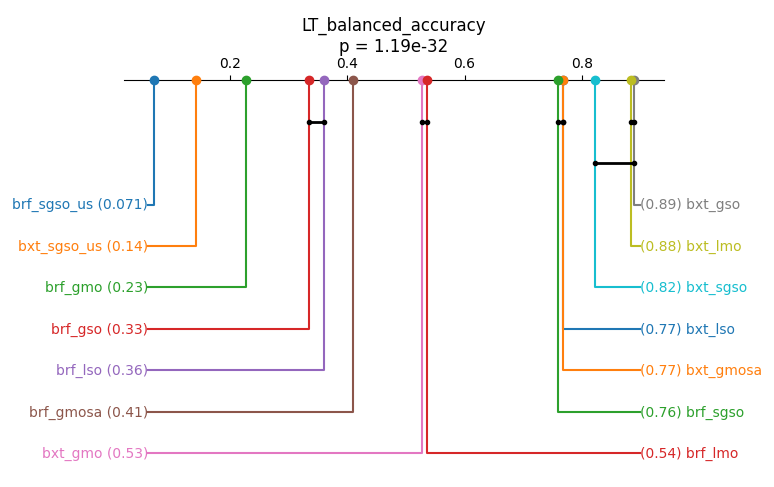 LT_balanced_accuracy
p = 1.19e-32
0.2 0.4 0.6 0.8
brf_sgso_us (0.071) (0.89) bxt_gso
bxt_sgso_us (0.14) (0.88) bxt_lmo
brf_gmo (0.23) (0.82) bxt_sgso
brf_gso (0.33) (0.77) bxt_lso
brf_lso (0.36) (0.77) bxt_gmosa
brf_gmosa (0.41) (0.76) brf_sgso
bxt_gmo (0.53) (0.54) brf_lmo